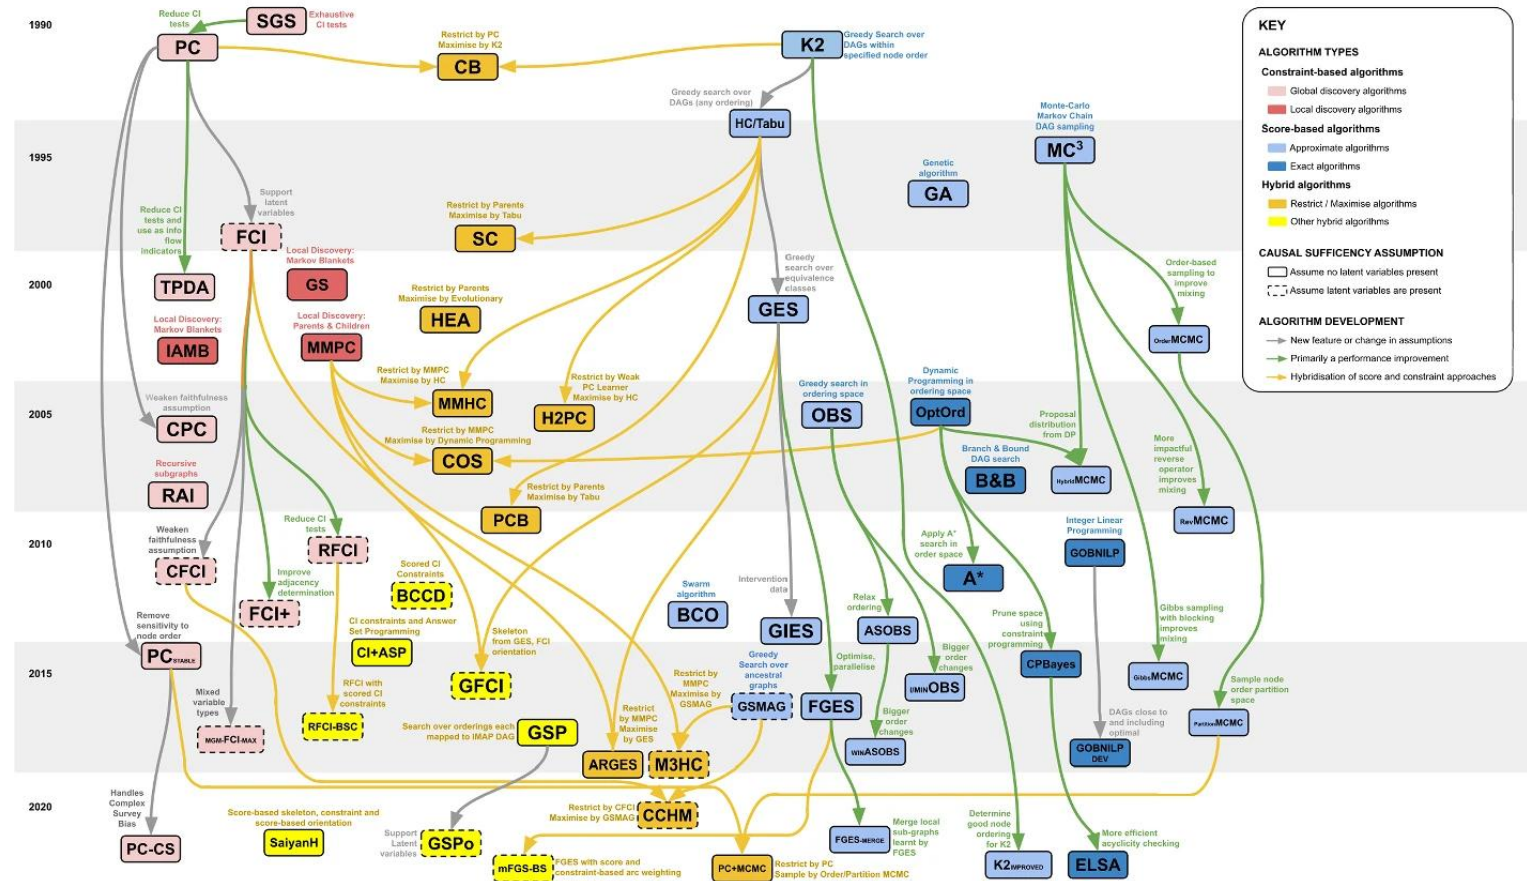 1990
Reduce CI
tests
SGS
Exhaustive
CI tests
PC
Restrict by PC
Maximise by K2
CB
K2
Greedy Search over
DAGs within
specified node order
Greedy search over
DAGs (any ordering)
HC/Tabu
Monte-Carlo
Markov Chain
DAG sampling
MC3
1995
Genetic
algorithm
GA
Support
latent
variables
FCI
Reduce CI
tests and
use as info
flow
indicators
Restrict by Parents
Maximise by Tabu
SC
Local Discovery:
Markov Blankets
GS
TPDA
2000
Greedy
search over
equivalence
classes
GES
Order-based
sampling to
improve
mixing
OrderMCMC
Restrict by Parents
Maximise by Evolutionary
HEA
Local Discovery:
Markov Blankets
IAMB
Local Discovery:
Parents & Children
MMPC
Restrict by MMPC
Maximise by HC
MMHC
Restrict by Weak
PC Learner
Maximise by HC
H2PC
Greedy search in
ordering space
OBS
Dynamic
Programming in
ordering space
OptOrd
2005
Weaken faithfulness
assumption
CPC
Restrict by MMPC
Maximise by Dynamic Programming
COS
Proposal
distribution
from DP
HybridMCMC
Branch & Bound
DAG search
B&B
More
impactful
reverse
operator
improves
mixing
RevMCMC
Recursive
subgraphs
RAI
Restrict by Parents
Maximise by Tabu
PCB
2010
Weaken
faithfulness
assumption
CFCI
Reduce CI
tests
RFCI
Improve
adjacency
determination
FCI+
Scored CI
Constraints
BCCD
Apply A*
search in
order space
A*
Integer Linear
Programming
GOBNILP
Swarm
algorithm
BCO
Intervention
data
GIES
Relax
ordering
ASOBS
Prune space
using
constraint
programming
CPBayes
Gibbs sampling
with blocking
improves
mixing
GibbsMCMC
Remove
sensitivity to
node order
PCSTABLE
CI constraints and Answer
Set Programming
CI+ASP
Skeleton
from GES, FCI
orientation
GFCI
2015
Greedy
Search over
ancestral
graphs
GSMAG
Optimise,
parallelise
FGES
Bigger
order
changes
I/MINOBS
Sample node
order partition
space
PartitionMCMC
Mixed
variable
types
MGM-FCI-MAX
RFCI with
scored CI
constraints
RFCI-BSC
Search over orderings each
mapped to IMAP DAG
GSP
Restrict
by MMPC
Maximise
by GES
ARGES
Restrict by
MMPC
Maximise by
GSMAG
M3HC
Bigger
order
changes
WINASOBS
DAGs close to
and including
optimal
GOBNILP
DEV
2020
Handles
Complex
Survey
Bias
PC-CS
Score-based skeleton, constraint and
score-based orientation
SaiyanH
Support
Latent
variables
GSPo
Restrict by CFCI
Maximise by GSMAG
CCHM
mFGS-BS
FGES with score and
constraint-based arc weighting
PC+MCMC
Restrict by PC
Sample by Order/Partition MCMC
FGES-MERGE
Merge local
sub-graphs
learnt by
FGES
Determine
good node
ordering
for K2
K2IMPROVED
More efficient
acyclicity checking
ELSA
KEY
ALGORITHM TYPES
Constraint-based algorithms
Global discovery algorithms
Local discovery algorithms
Score-based algorithms
Approximate algorithms
Exact algorithms
Hybrid algorithms
Restrict / Maximise algorithms
Other hybrid algorithms
CAUSAL SUFFICENCY ASSUMPTION
Assume no latent variables present
Assume latent variables are present
ALGORITHM DEVELOPMENT
New feature or change in assumptions
Primarily a performance improvement
Hybridisation of score and constraint approaches